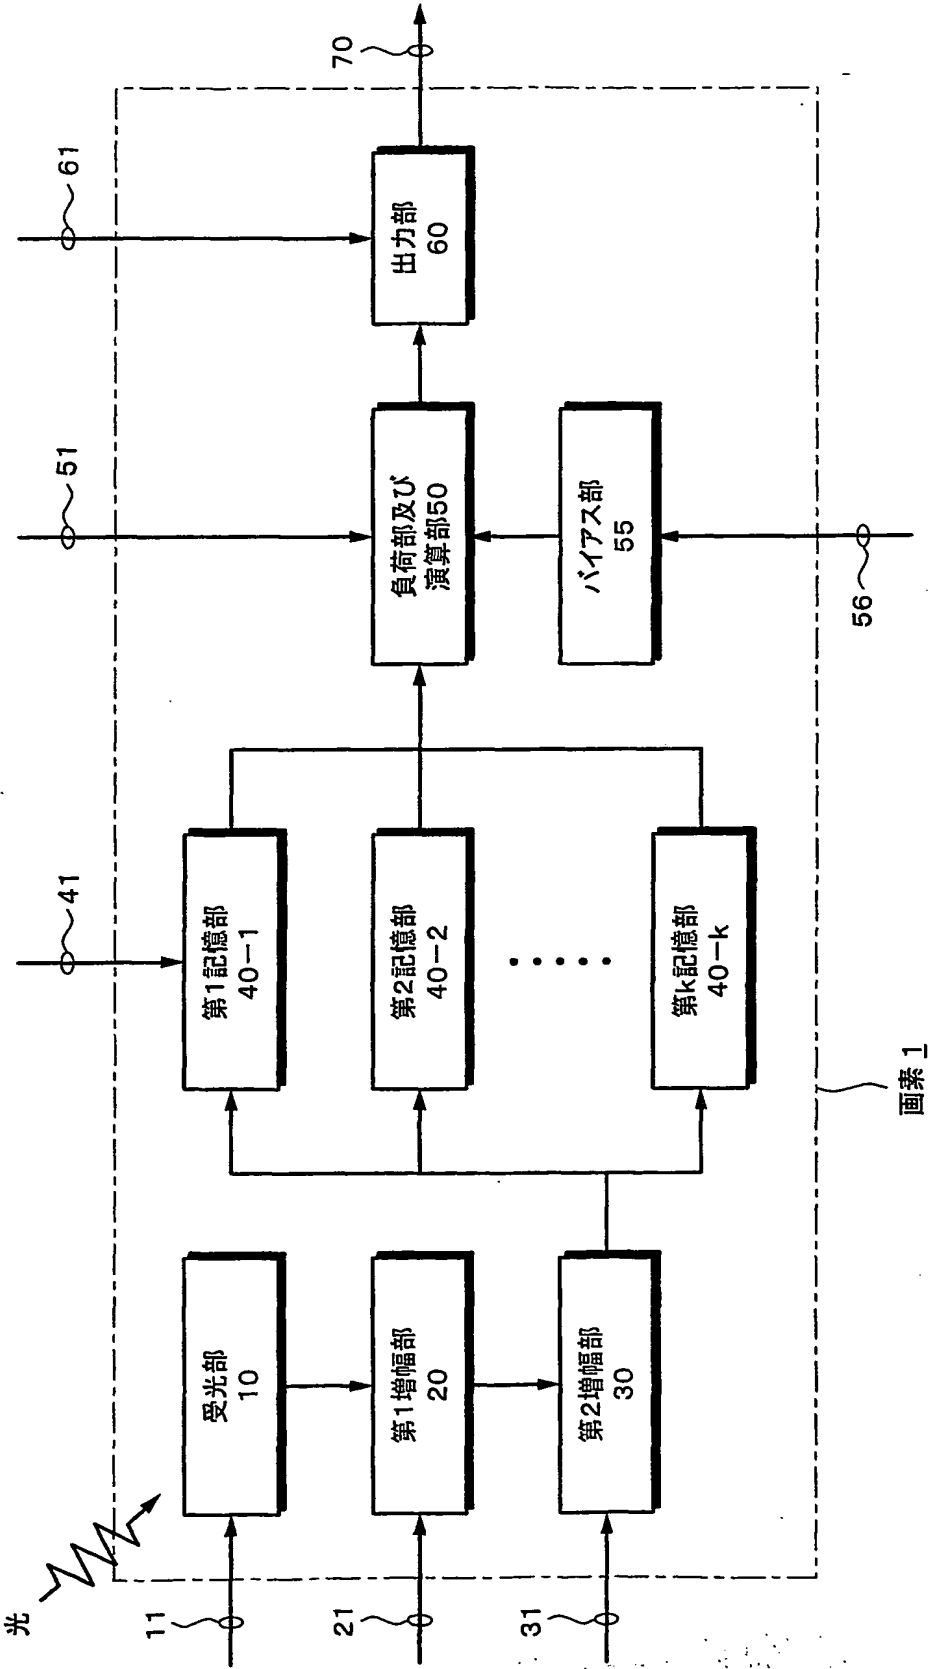 光
11
21
31
受光部
10
第1増幅部
20
第2増幅部
30
41
第1記憶部
40-1
第2記憶部
40-2
第k記憶部
40-k
51
負荷部及び
演算部50
バイアス部
55
56
61
出力部
60
70
画素 1